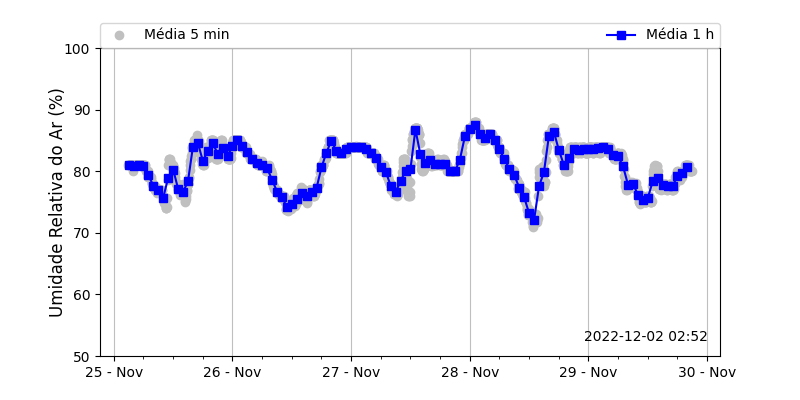 Média 5 min
Média 1 h
Umidade Relativa do Ar (%)
100
90
80
70
60
50
2022-12-02 02:52
25 - Nov
26 - Nov
27 - Nov
28 - Nov
29 - Nov
30 - Nov